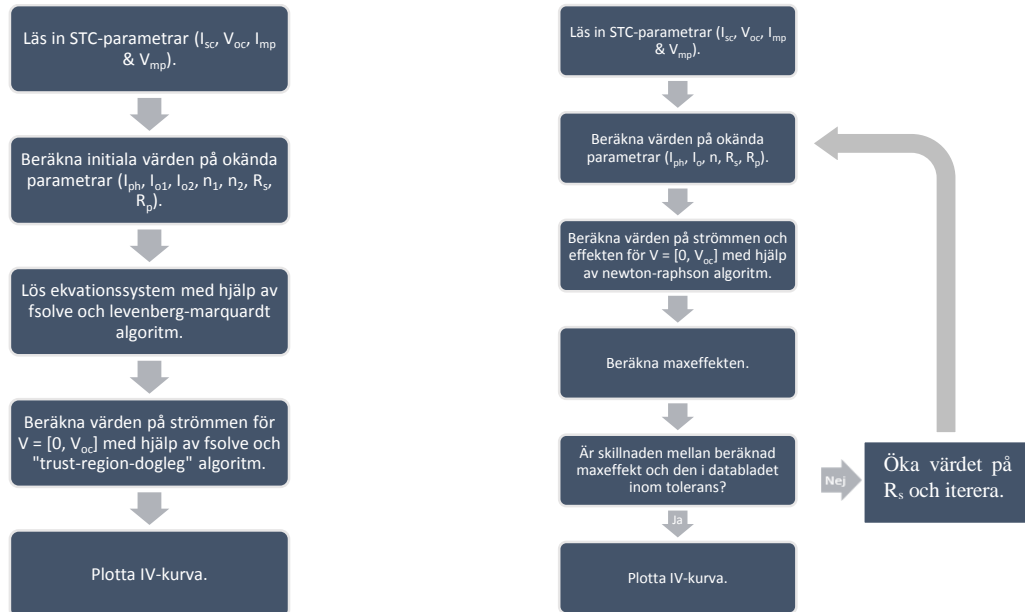 Läs in STC-parametrar (Isc, Voc, Imp
& Vmp).
Beräkna initiala värden på okända
parametrar (Iph, Io1, Io2, n1, n2, Rs,
Rp).
Lös ekvationssystem med hjälp av
fsolve och levenberg-marquardt
algoritm.
Beräkna värden på strömmen för
V = [0, Voc] med hjälp av fsolve och
"trust-region-dogleg" algoritm.
Plotta IV-kurva.
Läs in STC-parametrar (Isc, Voc, Imp
& Vmp).
Beräkna värden på okända
parametrar (Iph, Io, n, Rs, Rp).
Beräkna värden på strömmen och
effekten för V = [0, Voc] med hjälp
av newton-raphson algoritm.
Beräkna maxeffekten.
Är skillnaden mellan beräknad
maxeffekt och den i databladet
inom tolerans?
Nej
Öka värdet på
Rs och iterera.
Ja
Plotta IV-kurva.